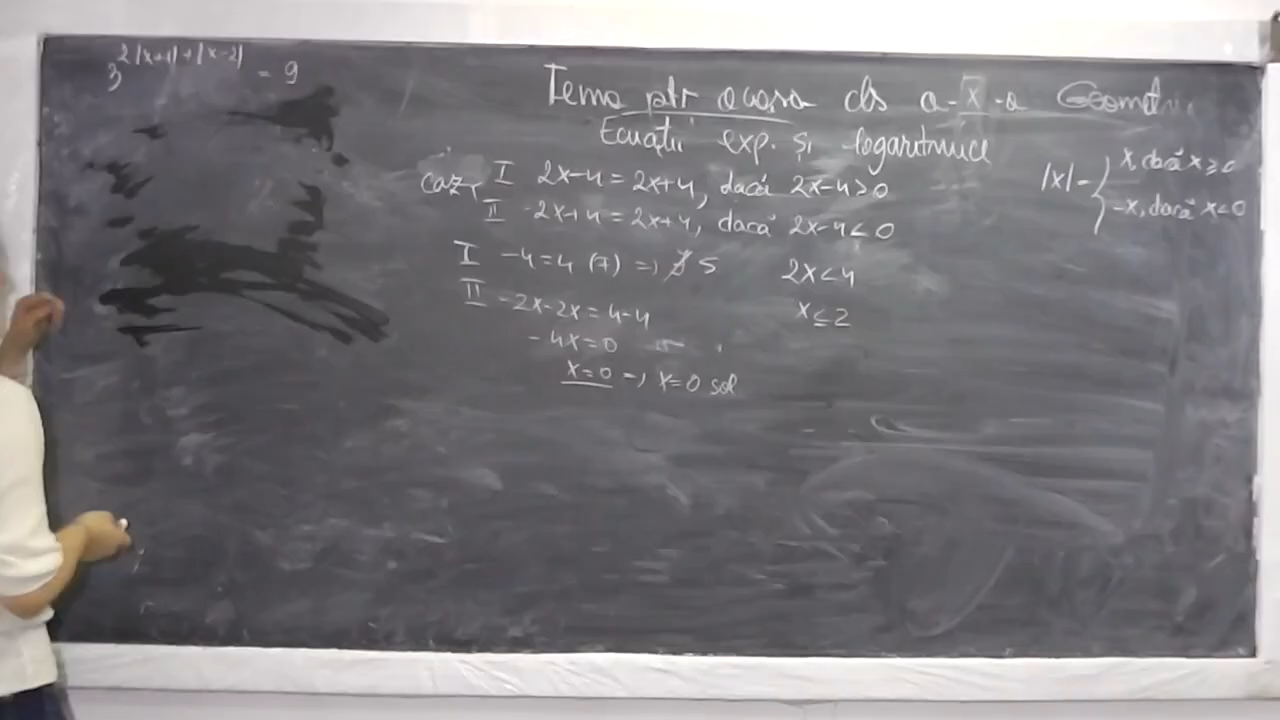 3^{2|x+1|+|x-2|} = 9
Tema ptr acasa cls a-X-a Geometri
Ecuații exp. și logaritmice
caz I 2x-4=2x+4, dacă 2x-4>0
II -2x+4=2x+4, dacă 2x-4<0
|x|= { x, dacă x≥0
-x, dacă x<0
I -4=4 (F) => ∄ S
2x<4
II -2x-2x=4-4
x≤2
-4x=0
x=0 => x=0 sol